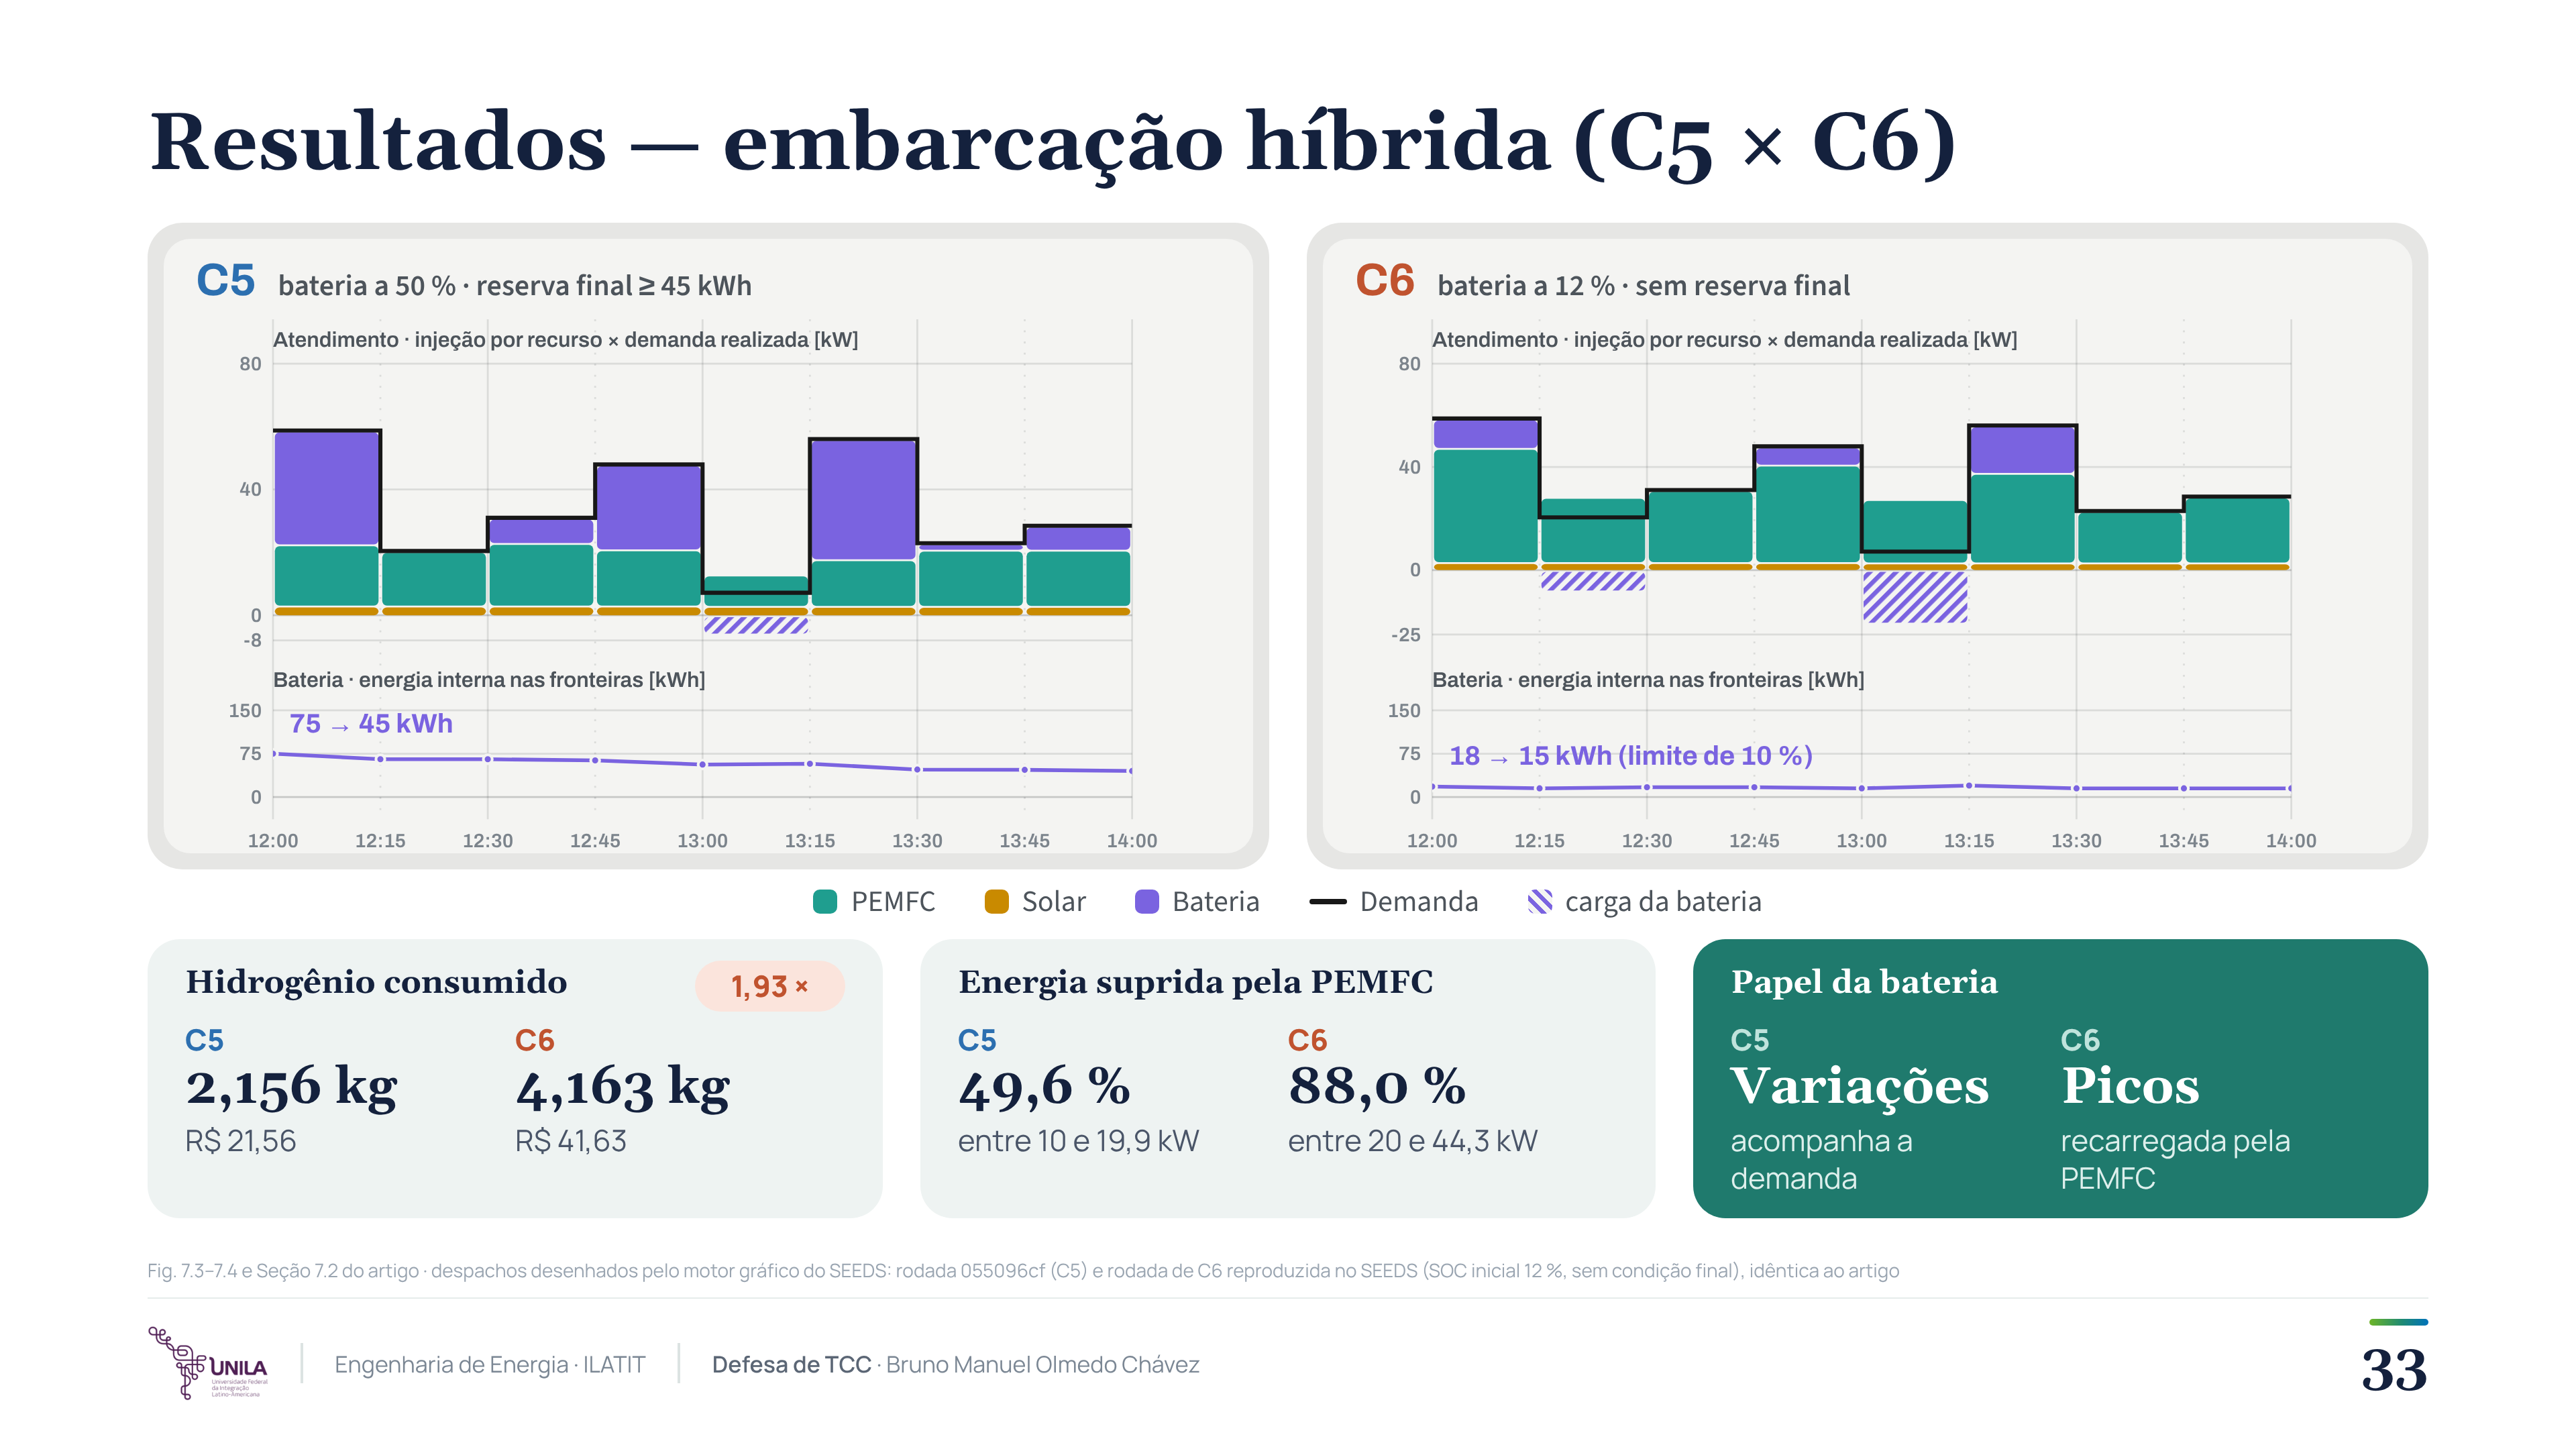 Resultados — embarcação híbrida (C5 × C6)
C5 bateria a 50 % · reserva final ≥ 45 kWh
Atendimento · injeção por recurso × demanda realizada [kW]
80
40
0
-8
Bateria · energia interna nas fronteiras [kWh]
150
75 → 45 kWh
75
0
12:00 12:15 12:30 12:45 13:00 13:15 13:30 13:45 14:00
C6 bateria a 12 % · sem reserva final
Atendimento · injeção por recurso × demanda realizada [kW]
80
40
0
-25
Bateria · energia interna nas fronteiras [kWh]
150
75 18 → 15 kWh (limite de 10 %)
0
12:00 12:15 12:30 12:45 13:00 13:15 13:30 13:45 14:00
PEMFC Solar Bateria Demanda carga da bateria
Hidrogênio consumido 1,93 ×
C5 C6
2,156 kg 4,163 kg
R$ 21,56 R$ 41,63
Energia suprida pela PEMFC
C5 C6
49,6 % 88,0 %
entre 10 e 19,9 kW entre 20 e 44,3 kW
Papel da bateria
C5 C6
Variações Picos
acompanha a demanda recarregada pela PEMFC
Fig. 7.3–7.4 e Seção 7.2 do artigo · despachos desenhados pelo motor gráfico do SEEDS: rodada 055096cf (C5) e rodada de C6 reproduzida no SEEDS (SOC inicial 12 %, sem condição final), idêntica ao artigo
UNILA
Universidade Federal
da Integração
Latino-Americana
Engenharia de Energia · ILATIT
Defesa de TCC · Bruno Manuel Olmedo Chávez
33